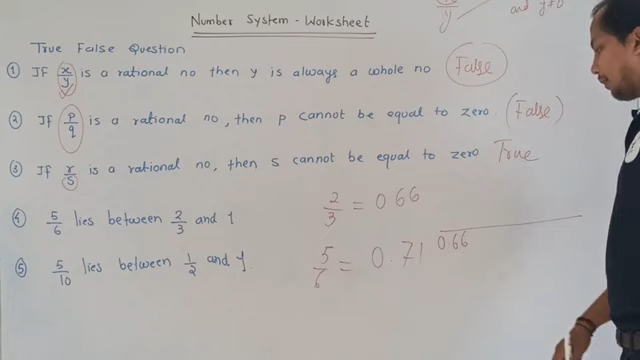 Number System - Worksheet
and y≠0
y
True False Question
① If x/y is a rational no then y is always a whole no False
② If p/q is a rational no, then p cannot be equal to zero. (False)
③ If r/s is a rational no, then s cannot be equal to zero True
④ 5/6 lies between 2/3 and 1
2/3 = 0.66
⑤ 5/10 lies between 1/2 and 1.
5/6 = 0.71
0.66